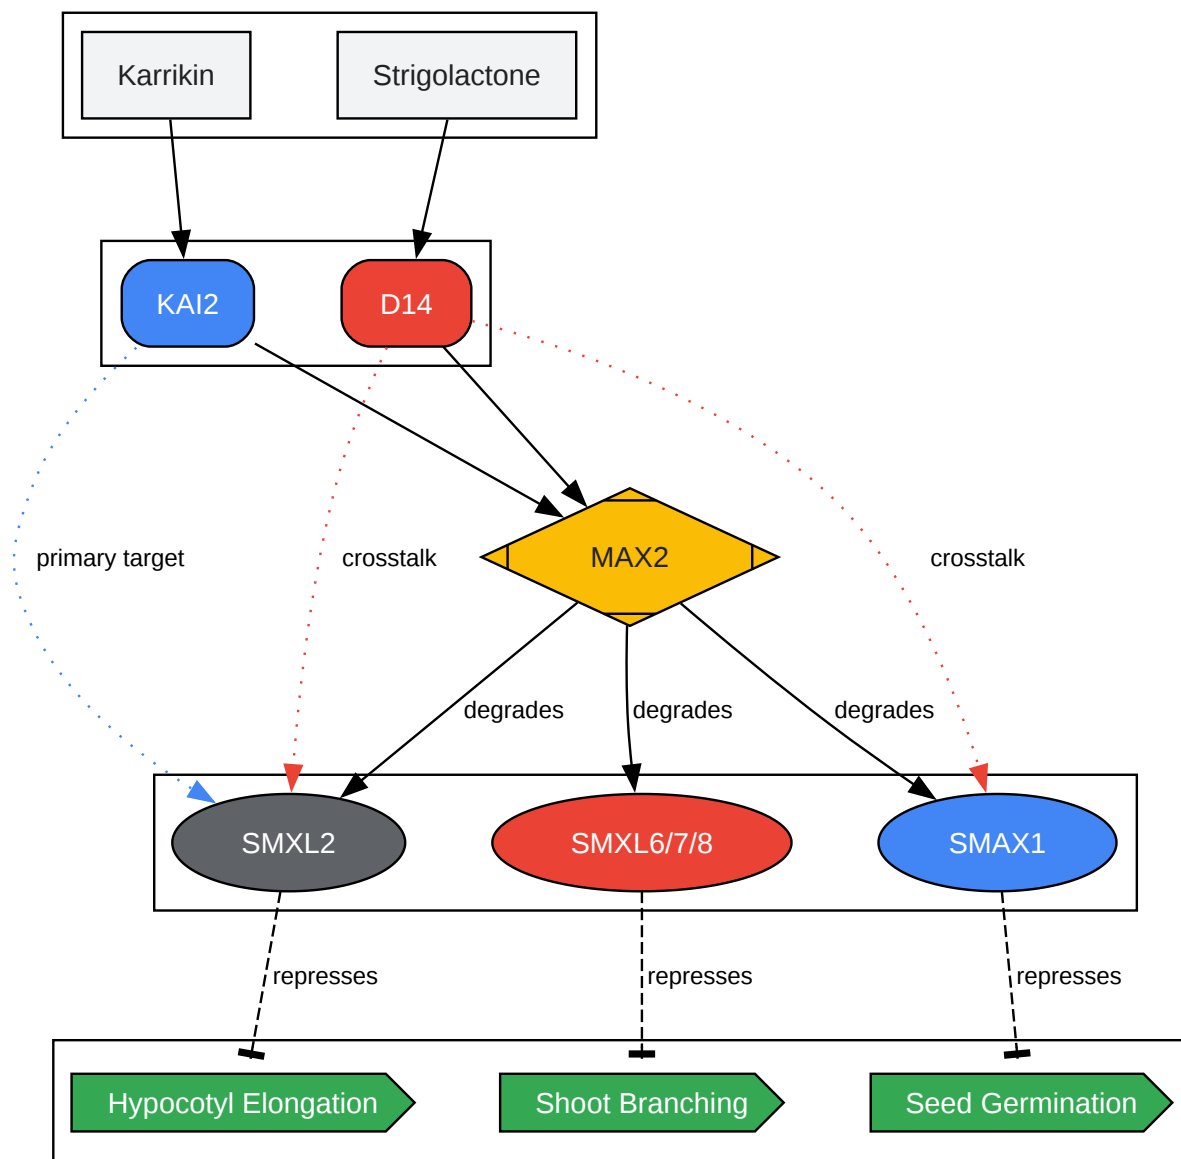 Karrikin
Strigolactone
KAI2
D14
primary target
crosstalk
MAX2
crosstalk
degrades
degrades
degrades
SMXL2
SMXL6/7/8
SMAX1
represses
represses
represses
Hypocotyl Elongation
Shoot Branching
Seed Germination